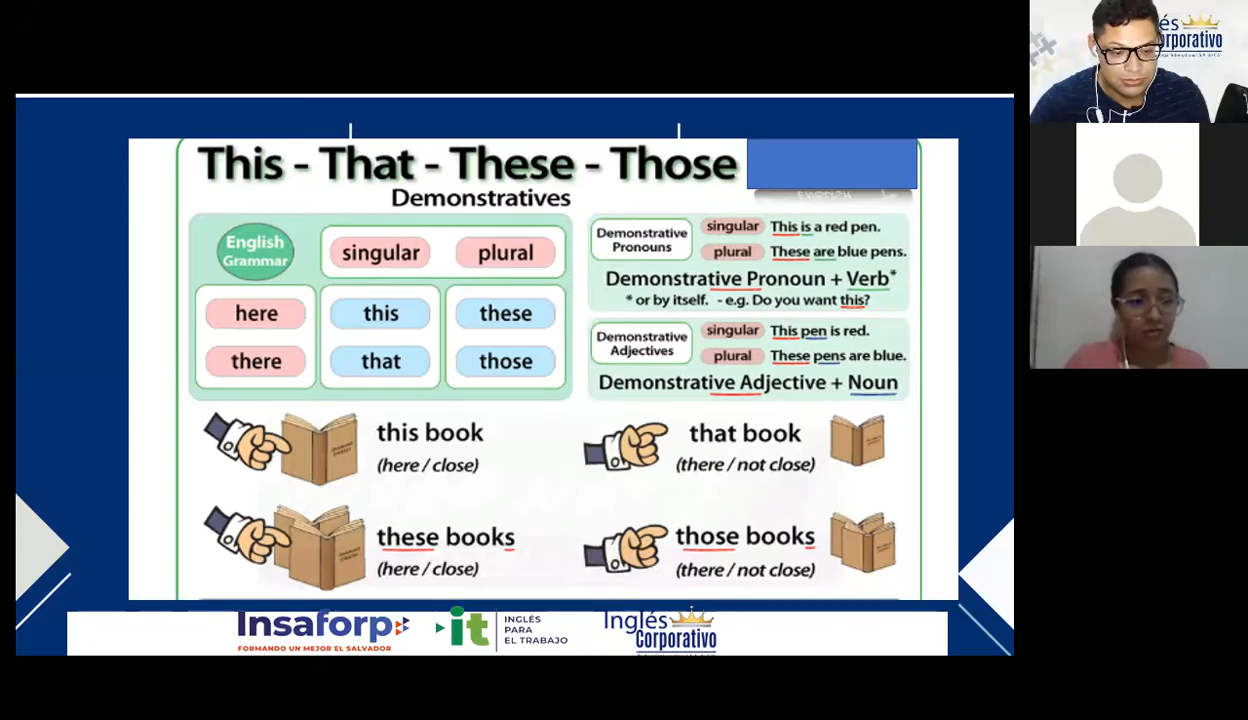 This - That - These - Those
Demonstratives
English
Grammar
singular
plural
here
this
these
there
that
those
Demonstrative
Pronouns
singular
This is a red pen.
plural
These are blue pens.
Demonstrative Pronoun + Verb*
* or by itself. - e.g. Do you want this?
Demonstrative
Adjectives
singular
This pen is red.
plural
These pens are blue.
Demonstrative Adjective + Noun
this book
(here / close)
that book
(there / not close)
these books
(here / close)
those books
(there / not close)
Insaforp
FORMANDO UN MEJOR EL SALVADOR
it
INGLÉS
PARA
EL TRABAJO
Inglés
Corporativo
és
orporativo